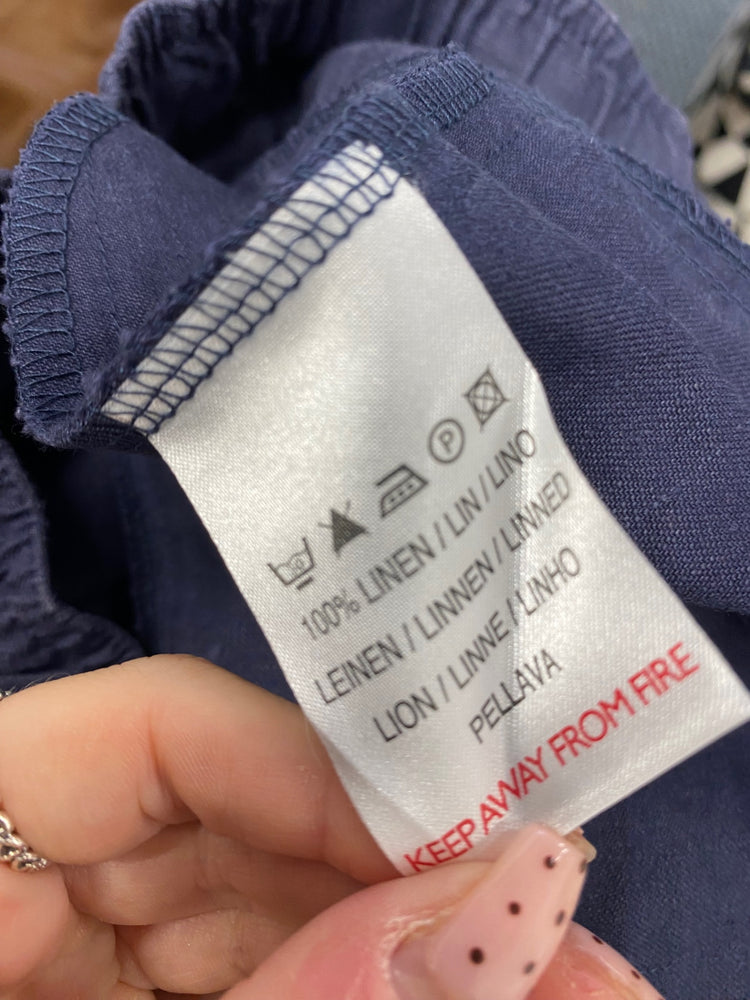 P
100% LINEN / LIN / LINO
LEINEN / LINNEN / LINNED
LION / LINNE / LINHO
PELLAVA
KEEP AWAY FROM FIRE